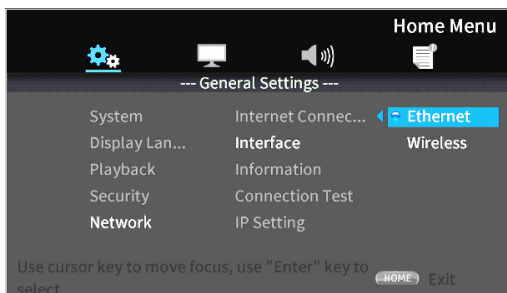 Home Menu
--- General Settings ---
System Internet Connec... Ethernet
Display Lan... Interface Wireless
Playback Information
Security Connection Test
Network IP Setting
Use cursor key to move focus, use "Enter" key to
select
HOME Exit